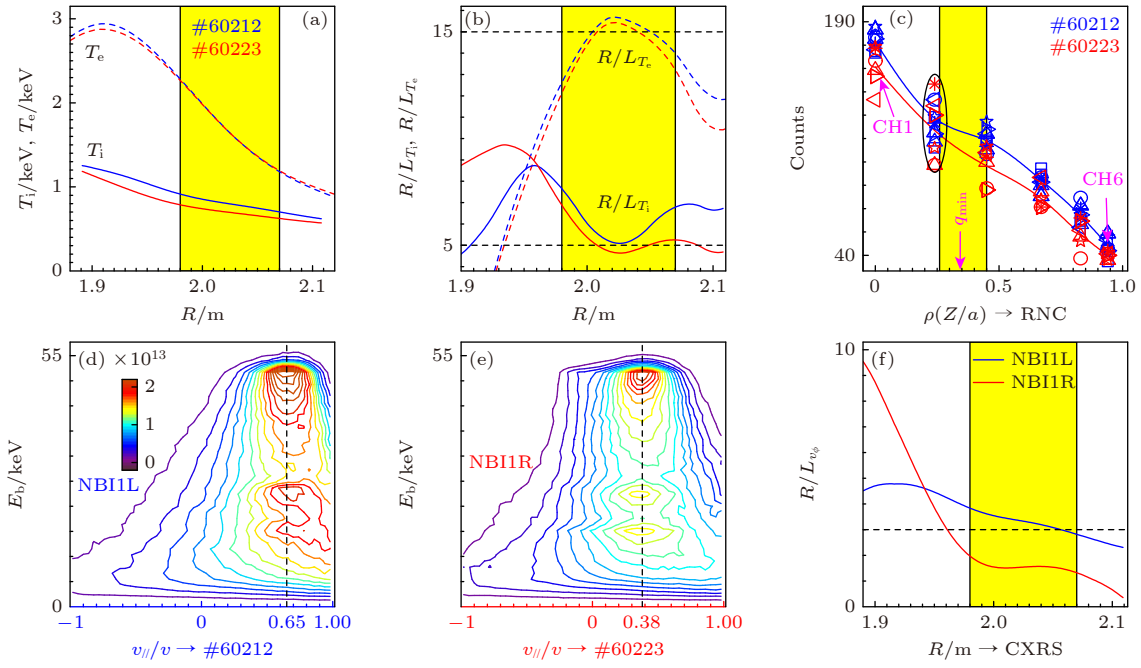 (a)
#60212
#60223
T_e
T_i
3
2
1
0
1.9
2.0
2.1
T_i/keV, T_e/keV
R/m
(b)
R/L_{T_e}
R/L_{T_i}
15
5
1.9
2.0
2.1
R/L_{T_i}, R/L_{T_e}
R/m
(c)
#60212
#60223
CH1
CH6
q_min
190
40
0
0.5
1.0
Counts
ρ(Z/a) → RNC
(d)
×10^13
2
1
0
NBI1L
55
0
−1
0
0.65
1.00
E_b/keV
v_{//}/v → #60212
(e)
NBI1R
55
0
−1
0
0.38
1.00
E_b/keV
v_{//}/v → #60223
(f)
NBI1L
NBI1R
10
0
1.9
2.0
2.1
R/L_{v_ϕ}
R/m → CXRS